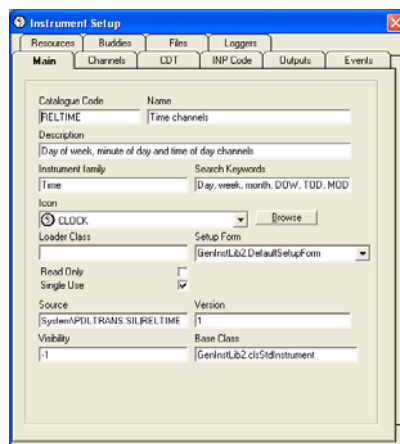 Instrument Setup
Resources Buddies Files Loggers
Main Channels CDT INP Code Outputs Events
Catalogue Code Name
RELTIME Time channels
Description
Day of week, minute of day and time of day channels
Instrument family Search Keywords
Time Day, week, month, DOW, TOD, MOD
Icon
CLOCK Browse
Loader Class Setup Form
GenInstLib2.DefaultSetupForm
Read Only
Single Use
Source Version
System\PDLTRANS.SIL|RELTIME 1
Visibility Base Class
-1 GenInstLib2.clsStdInstrument